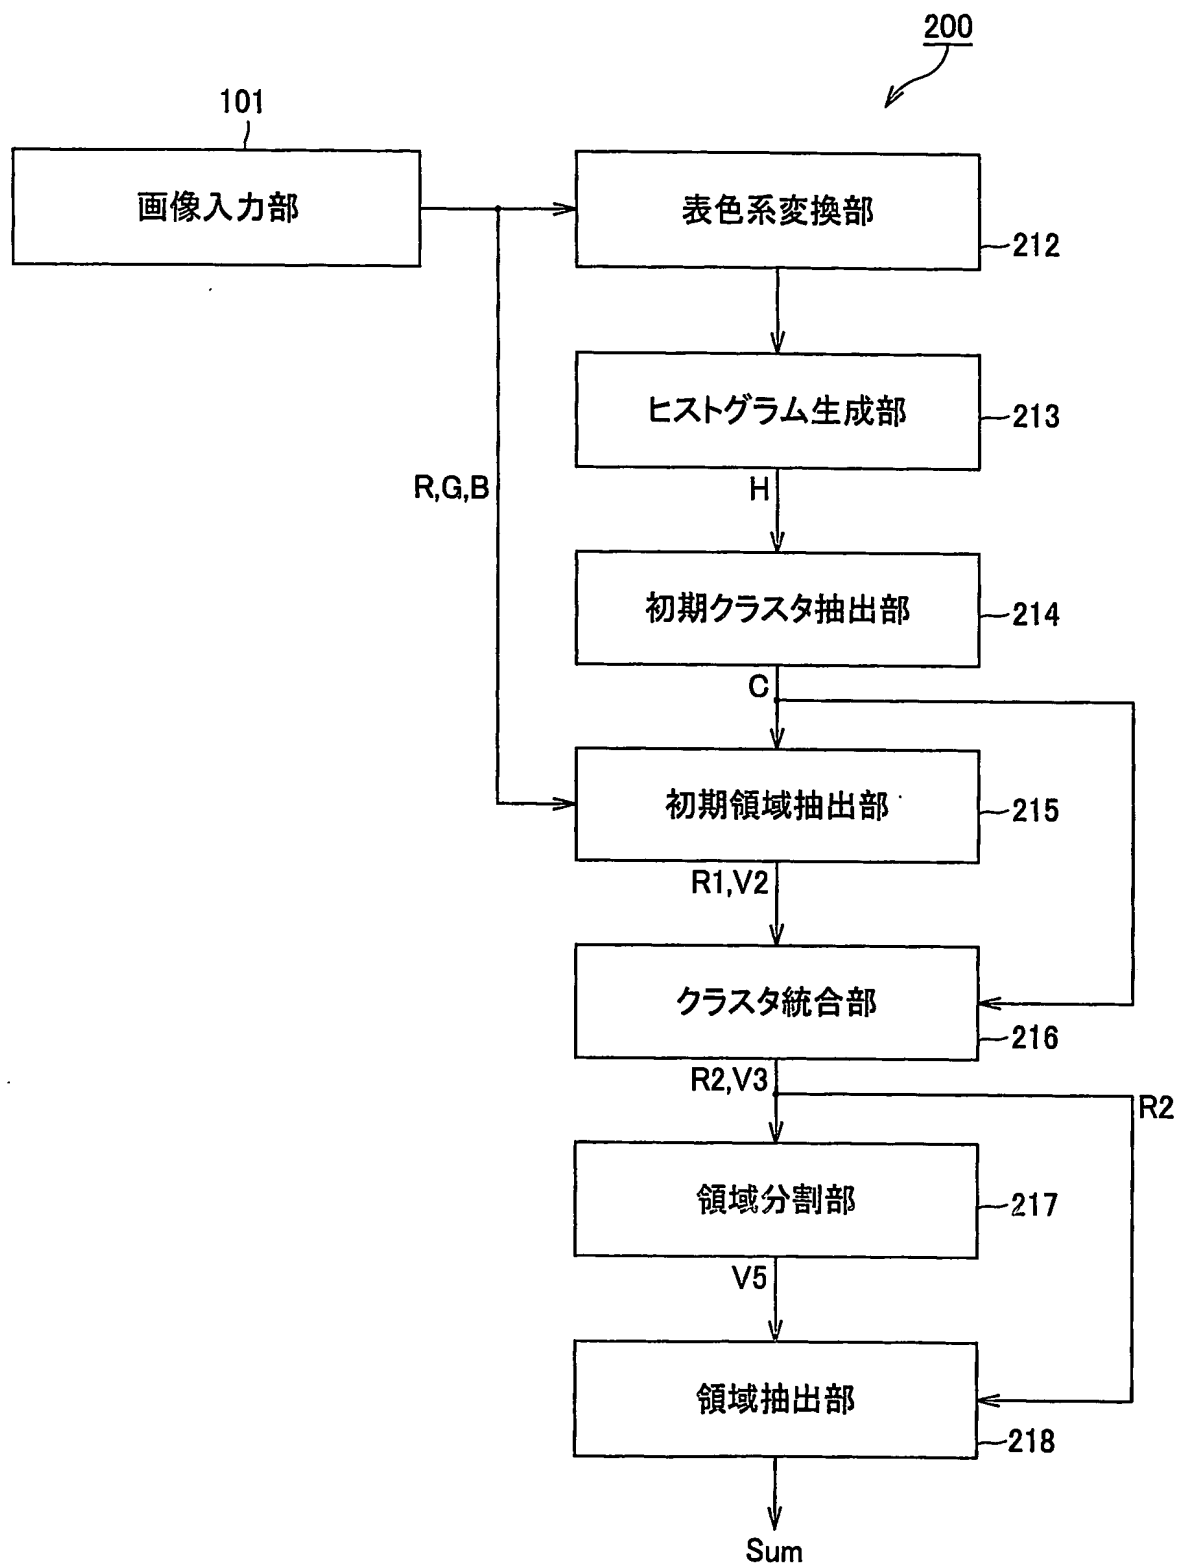 200
101
画像入力部
表色系変換部
212
ヒストグラム生成部
213
R,G,B
H
初期クラスタ抽出部
214
C
初期領域抽出部
215
R1,V2
クラスタ統合部
216
R2,V3
R2
領域分割部
217
V5
領域抽出部
218
Sum